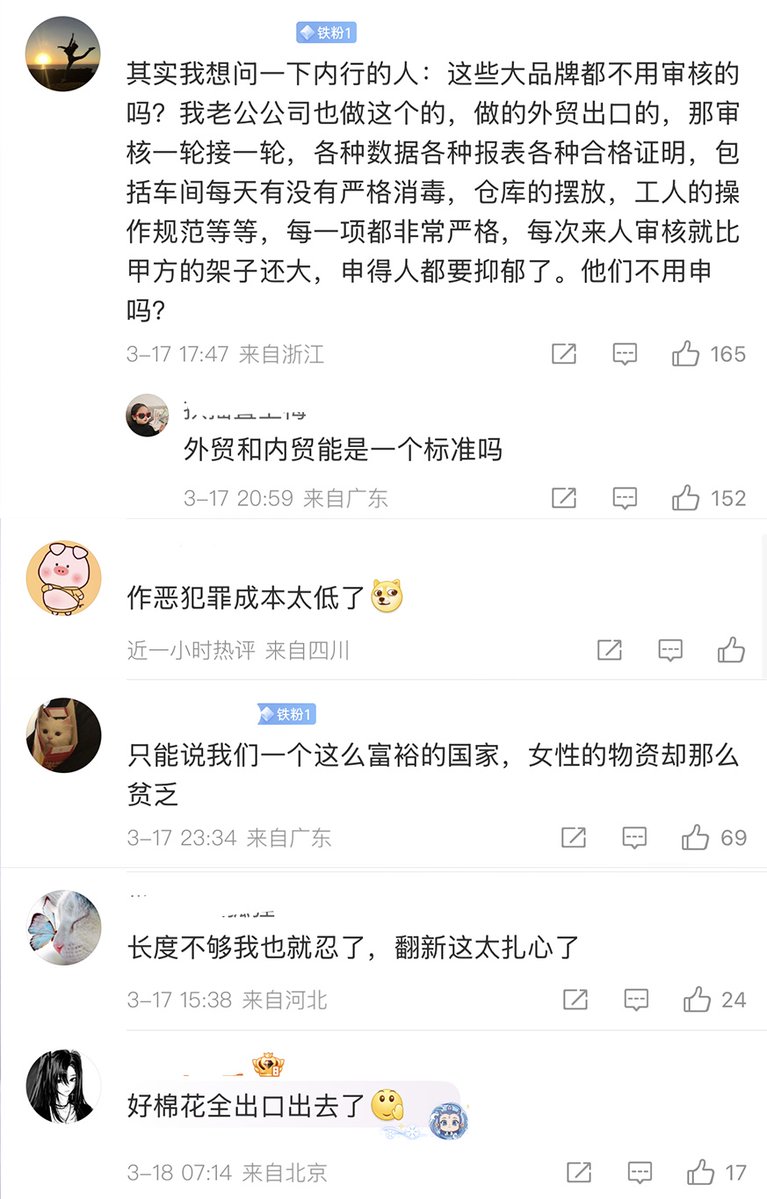 铁粉1
其实我想问一下内行的人：这些大品牌都不用审核的
吗？我老公公司也做这个的，做的外贸出口的，那审
核一轮接一轮，各种数据各种报表各种合格证明，包
括车间每天有没有严格消毒，仓库的摆放，工人的操
作规范等等，每一项都非常严格，每次来人审核就比
甲方的架子还大，申得人都要抑郁了。他们不用申
吗？
3-17 17:47 来自浙江
165
外贸和内贸能是一个标准吗
3-17 20:59 来自广东
152
作恶犯罪成本太低了
近一小时热评 来自四川
铁粉1
只能说我们一个这么富裕的国家，女性的物资却那么
贫乏
3-17 23:34 来自广东
69
长度不够我也就忍了，翻新这太扎心了
3-17 15:38 来自河北
24
好棉花全出口出去了
3-18 07:14 来自北京
17